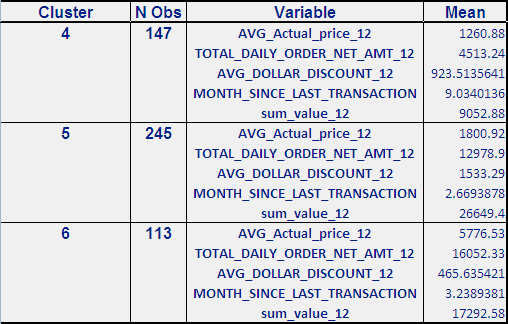 Cluster N Obs Variable Mean
4 147 AVG_Actual_price_12 1260.88
TOTAL_DAILY_ORDER_NET_AMT_12 4513.24
AVG_DOLLAR_DISCOUNT_12 923.5135641
MONTH_SINCE_LAST_TRANSACTION 9.0340136
sum_value_12 9052.88
5 245 AVG_Actual_price_12 1800.92
TOTAL_DAILY_ORDER_NET_AMT_12 12978.9
AVG_DOLLAR_DISCOUNT_12 1533.29
MONTH_SINCE_LAST_TRANSACTION 2.6693878
sum_value_12 26649.4
6 113 AVG_Actual_price_12 5776.53
TOTAL_DAILY_ORDER_NET_AMT_12 16052.33
AVG_DOLLAR_DISCOUNT_12 465.635421
MONTH_SINCE_LAST_TRANSACTION 3.2389381
sum_value_12 17292.58